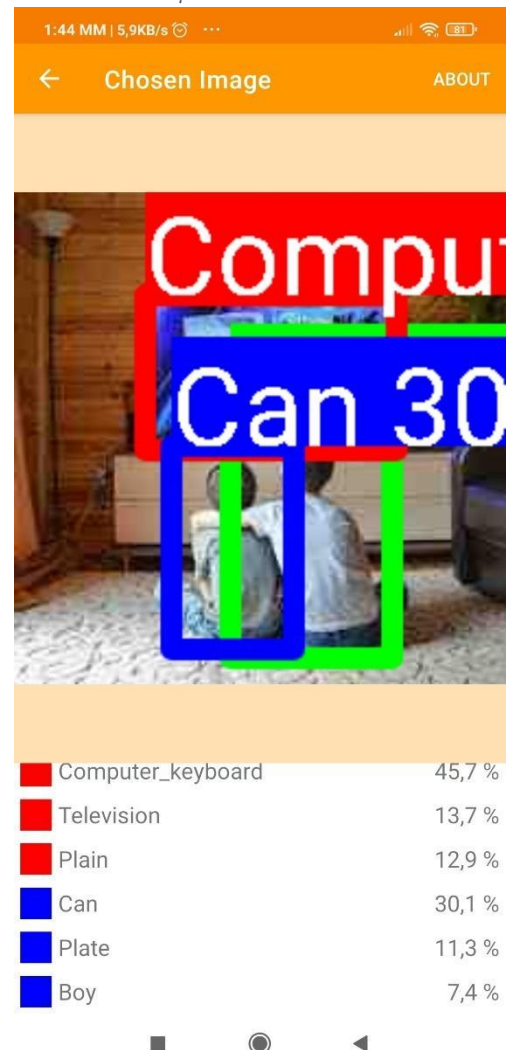 1:44 MM | 5,9KB/s ...
81
Chosen Image
ABOUT
Comput
Can 30
Computer_keyboard 45,7 %
Television 13,7 %
Plain 12,9 %
Can 30,1 %
Plate 11,3 %
Boy 7,4 %